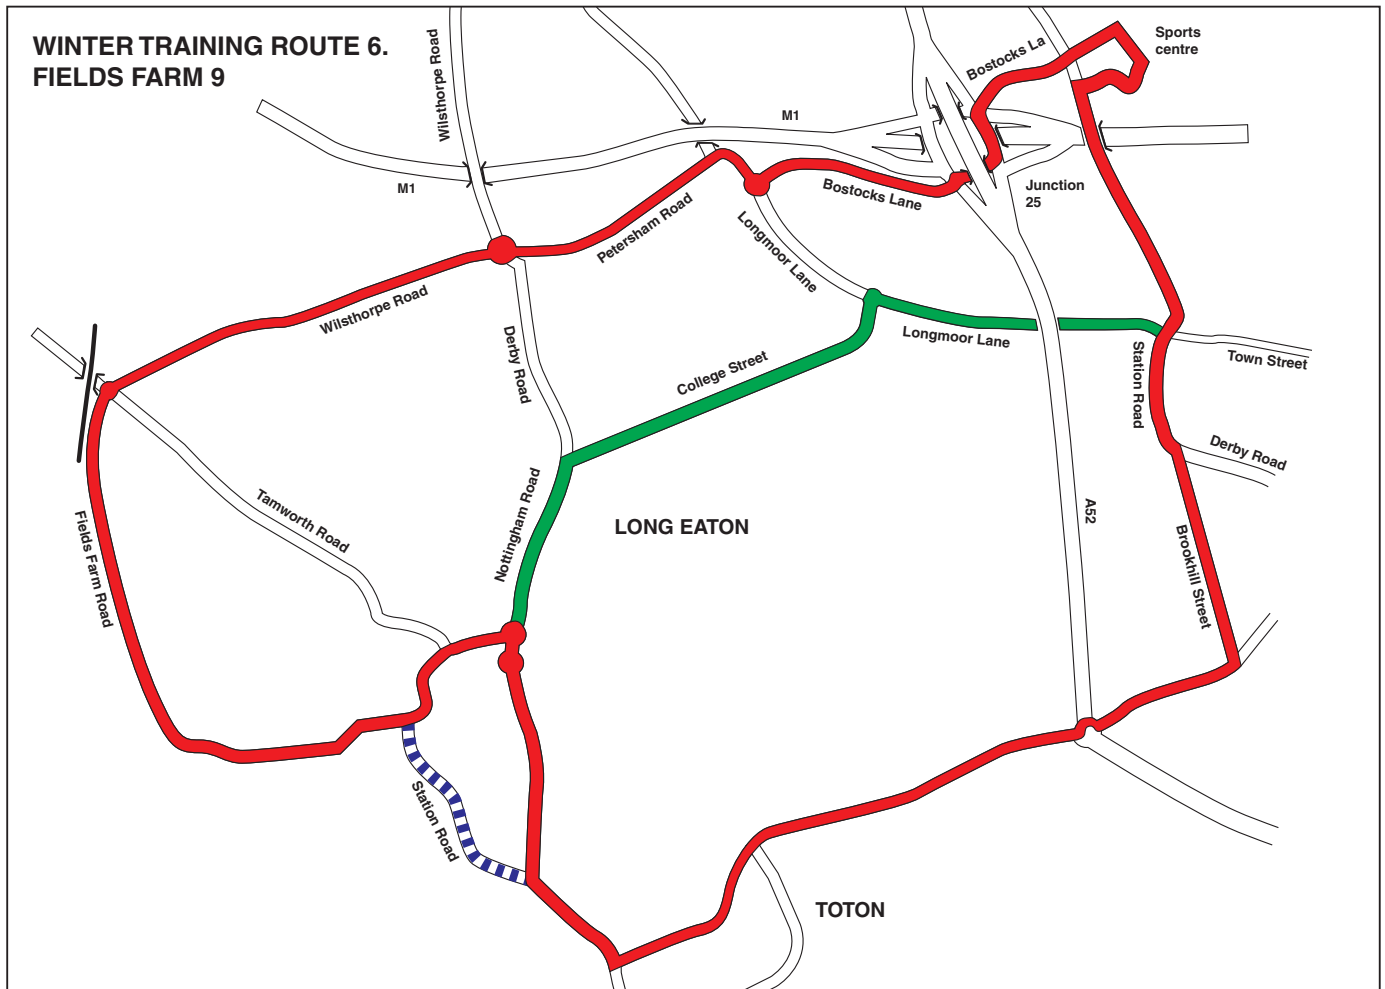 WINTER TRAINING ROUTE 6.
FIELDS FARM 9
Wilsthorpe Road
Bostocks La
Sports
centre
M1
M1
Junction
25
Bostocks Lane
Petersham Road
Longmoor Lane
Wilsthorpe Road
Derby Road
Longmoor Lane
College Street
Station Road
Town Street
Derby Road
Tamworth Road
Nottingham Road
LONG EATON
A52
Fields Farm Road
Brookhill Street
Station Road
TOTON